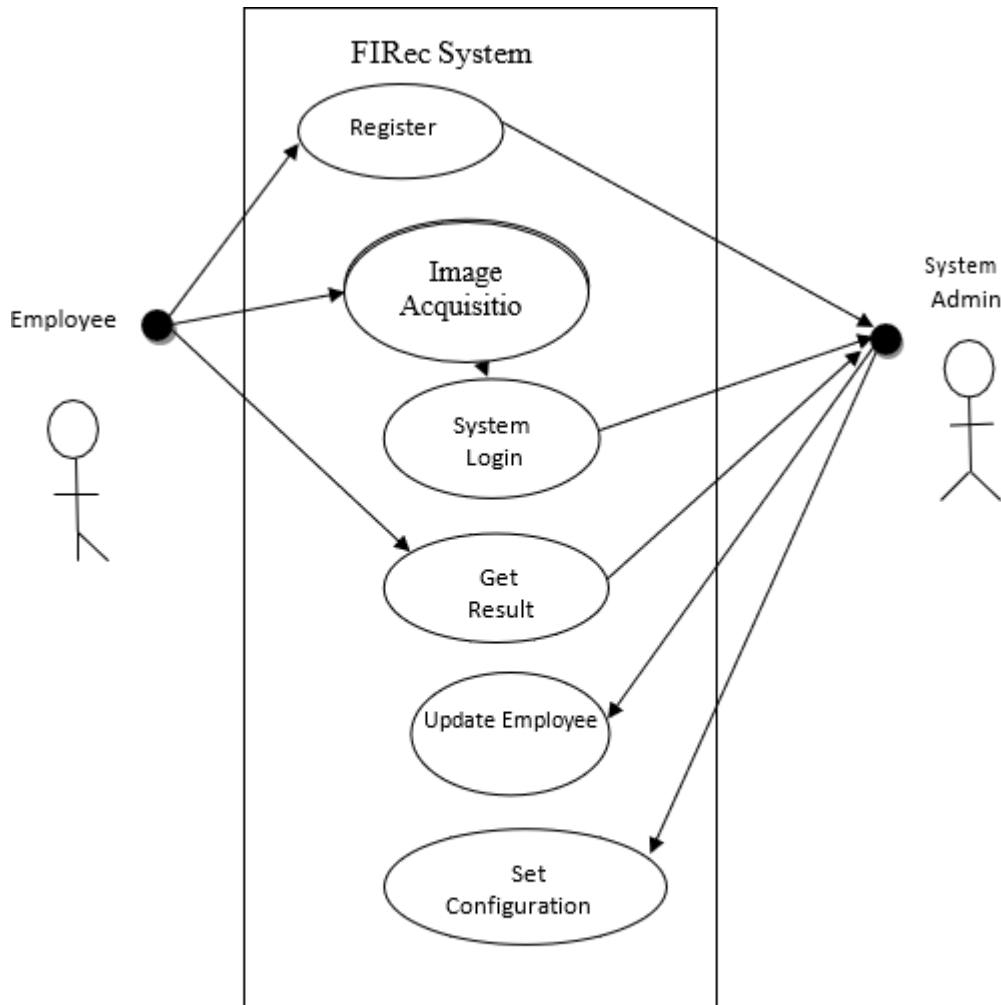 FIRec System
Register
Image
Acquisitio
System
Admin
Employee
System
Login
Get
Result
Update Employee
Set
Configuration